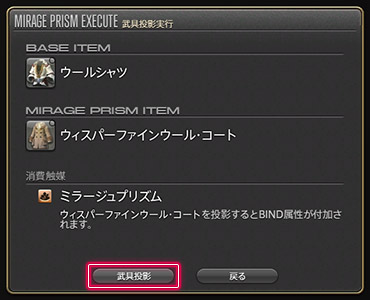 MIRAGE PRISM EXECUTE 武具投影実行
BASE ITEM
ウールシャツ
MIRAGE PRISM ITEM
ウィスパーファインウール・コート
消費触媒
ミラージュプリズム
ウィスパーファインウール・コートを投影するとBIND属性が付加さ
れます。
武具投影
戻る